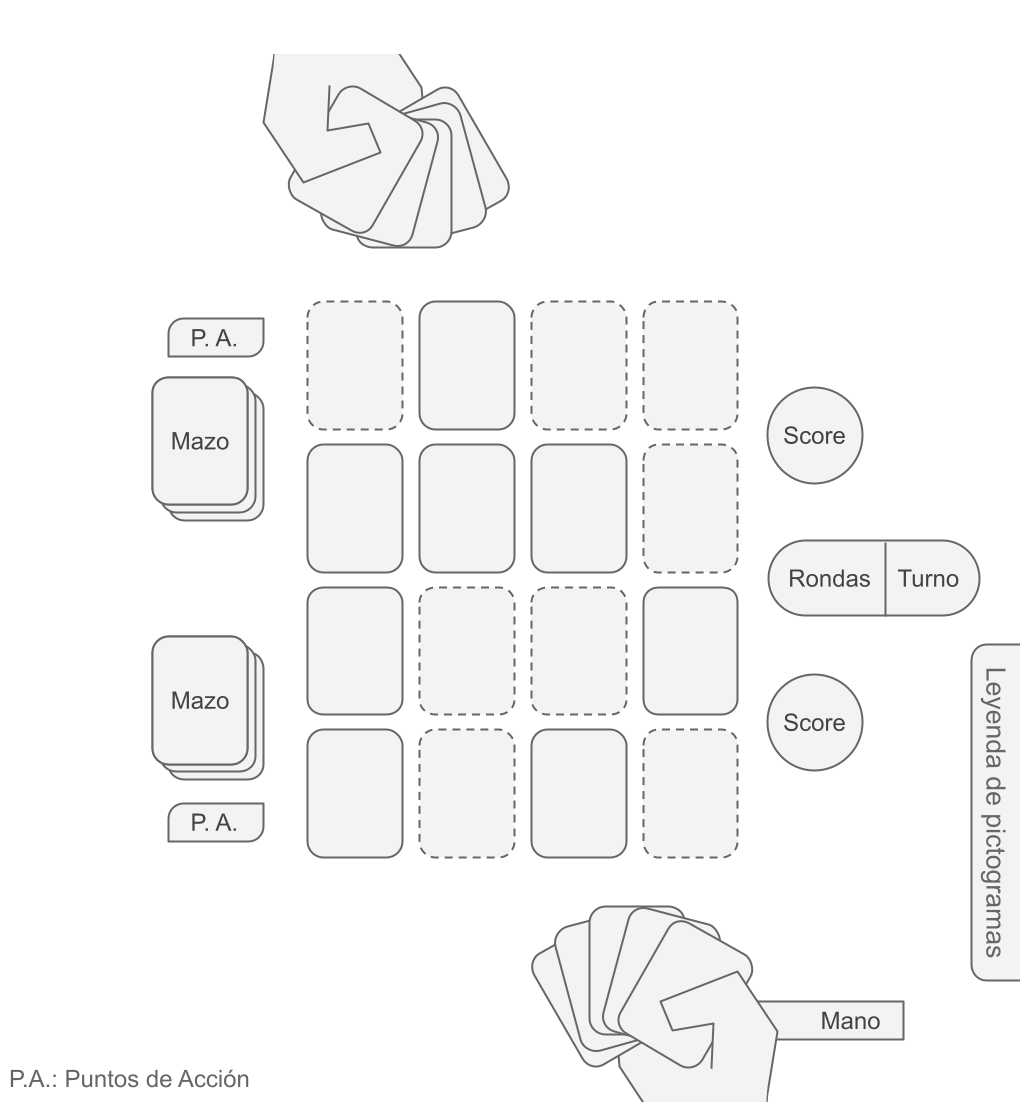 P. A.
Mazo
Score
Rondas
Turno
Mazo
Score
Leyenda de pictogramas
P. A.
Mano
P.A.: Puntos de Acción